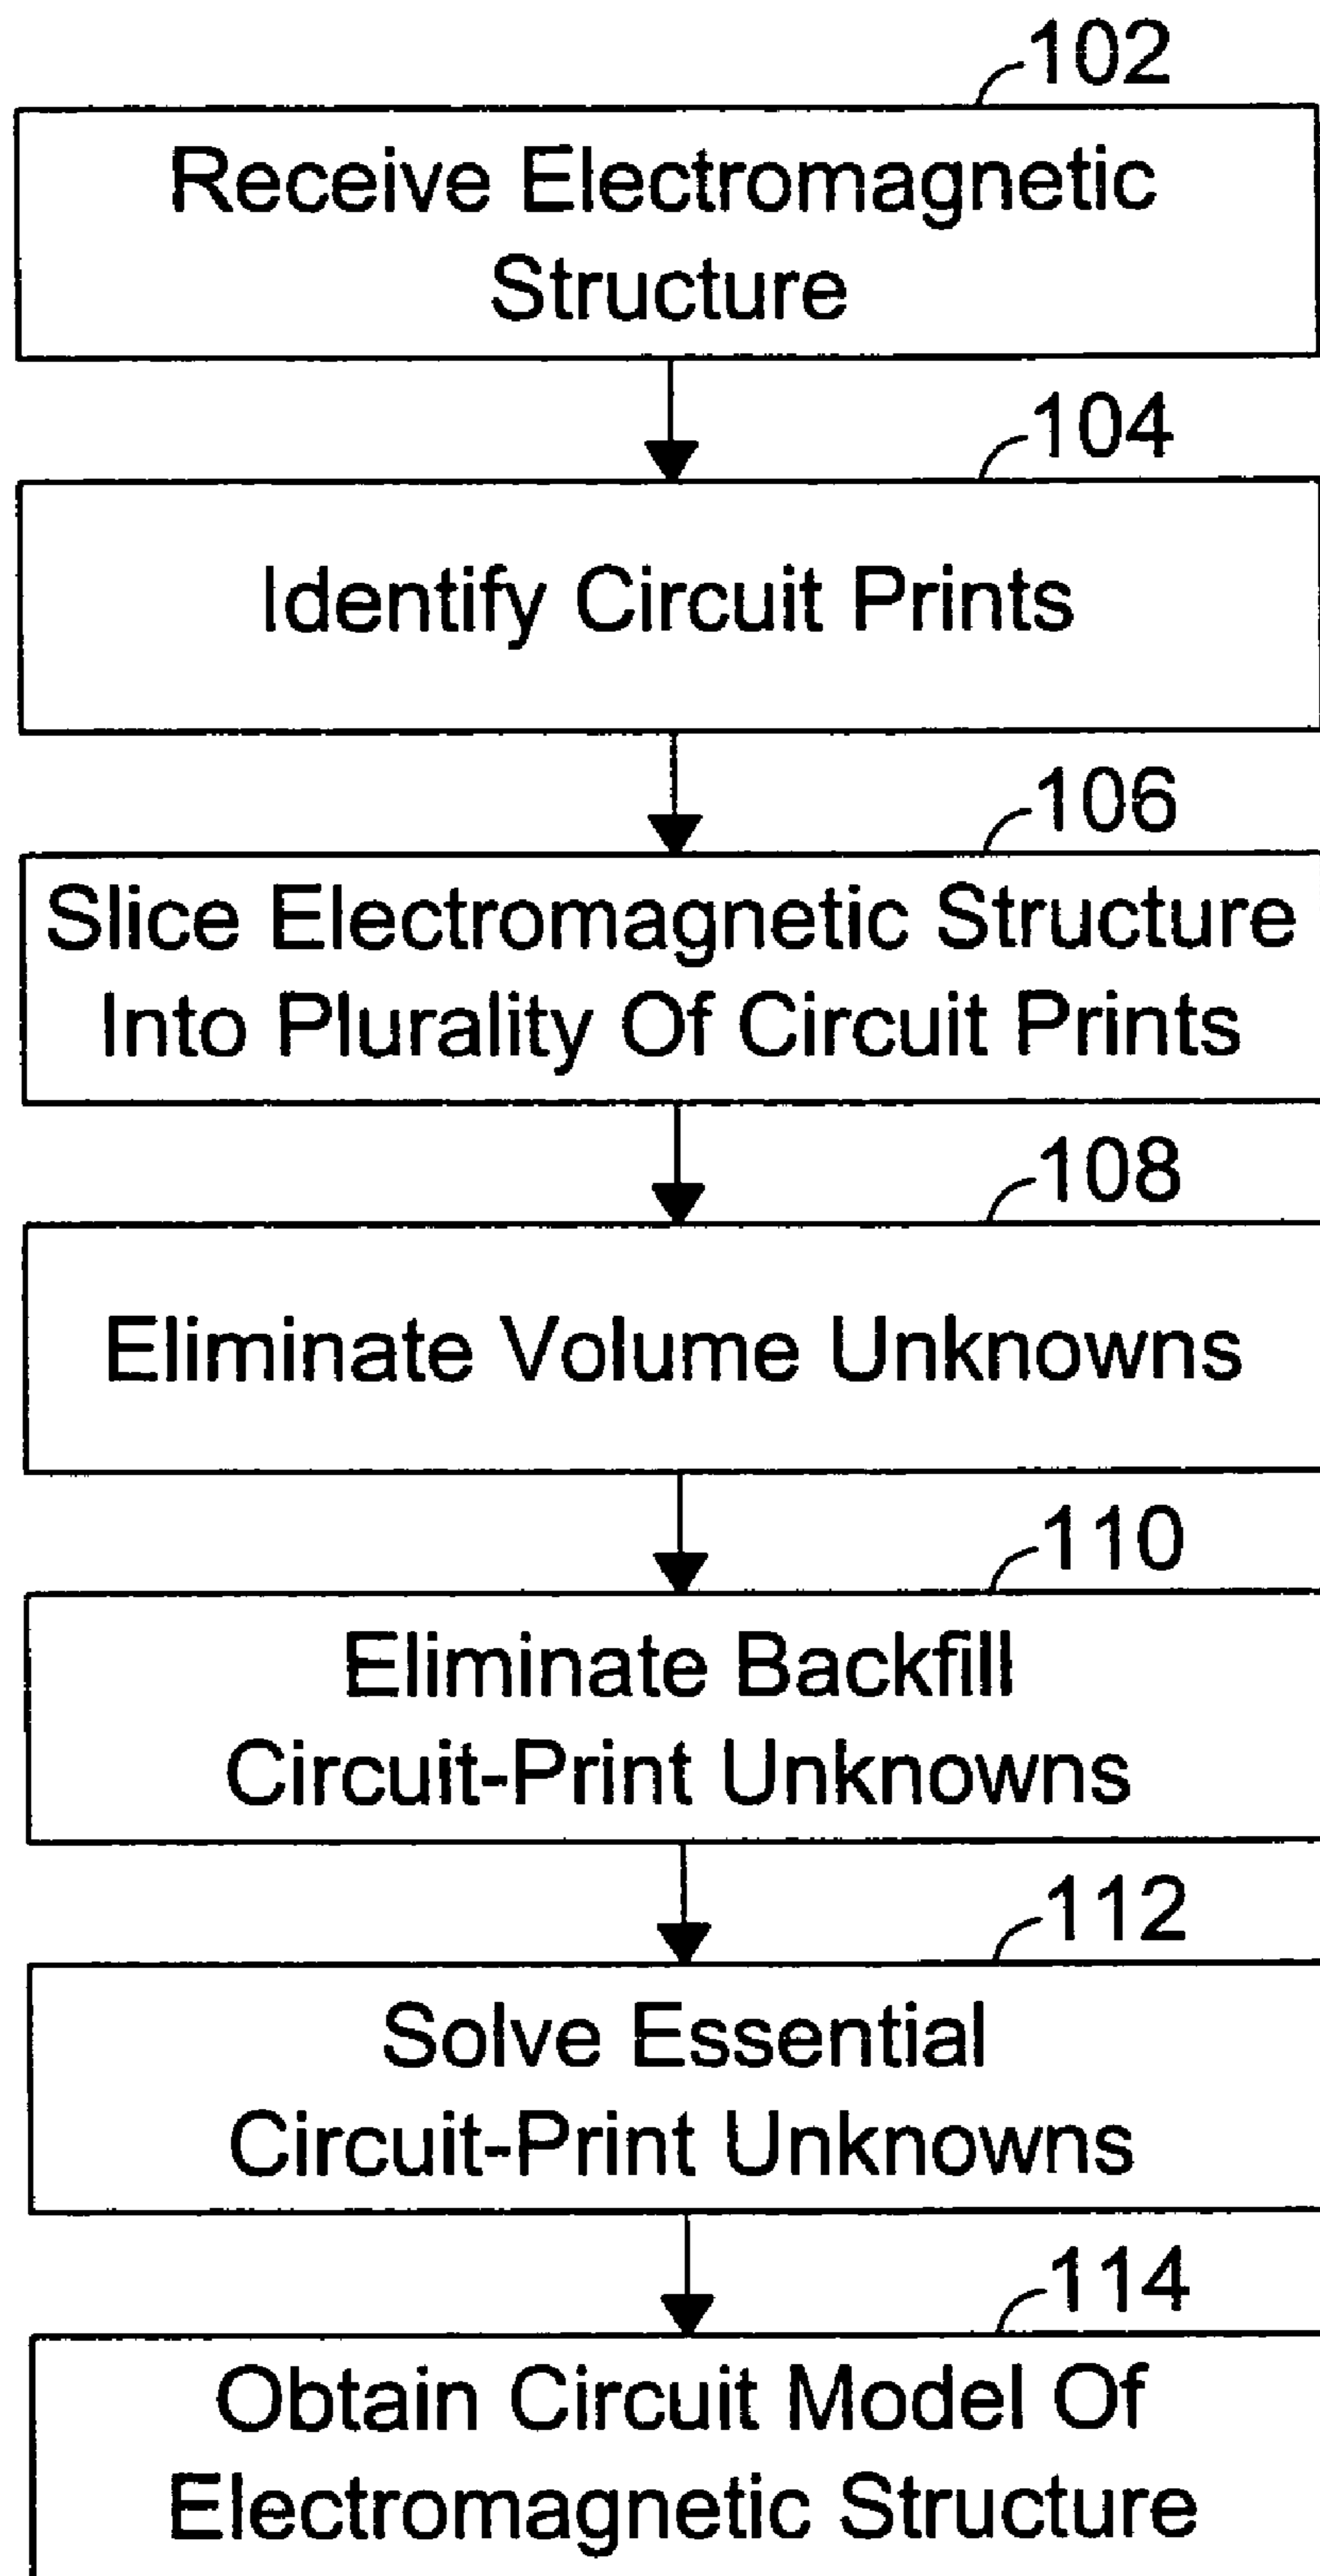 102
Receive Electromagnetic
Structure
104
Identify Circuit Prints
106
Slice Electromagnetic Structure
Into Plurality Of Circuit Prints
108
Eliminate Volume Unknowns
110
Eliminate Backfill
Circuit-Print Unknowns
112
Solve Essential
Circuit-Print Unknowns
114
Obtain Circuit Model Of
Electromagnetic Structure